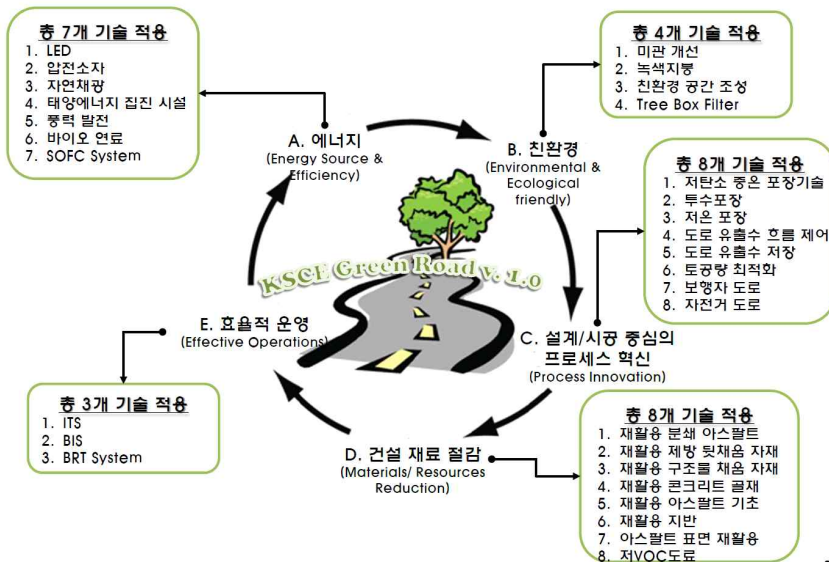 총 7개 기술 적용
1. LED
2. 압전소자
3. 자연채광
4. 태양에너지 집진 시설
5. 풍력 발전
6. 바이오 연료
7. SOFC System
총 4개 기술 적용
1. 미관 개선
2. 녹색지붕
3. 친환경 공간 조성
4. Tree Box Filter
A. 에너지
(Energy Source &
Efficiency)
B. 친환경
(Environmental &
Ecological
friendly)
총 8개 기술 적용
1. 저탄소 중온 포장기술
2. 투수포장
3. 저온 포장
4. 도로 유출수 흐름 제어
5. 도로 유출수 저장
6. 토공량 최적화
7. 보행자 도로
8. 자전거 도로
KSCE Green Road v. 1.0
E. 효율적 운영
(Effective Operations)
C. 설계/시공 중심의
프로세스 혁신
(Process Innovation)
총 3개 기술 적용
1. ITS
2. BIS
3. BRT System
D. 건설 재료 절감
(Materials/ Resources
Reduction)
총 8개 기술 적용
1. 재활용 분쇄 아스팔트
2. 재활용 제방 뒷채움 자재
3. 재활용 구조물 채움 자재
4. 재활용 콘크리트 골재
5. 재활용 아스팔트 기초
6. 재활용 지반
7. 아스팔트 표면 재활용
8. 저VOC도료